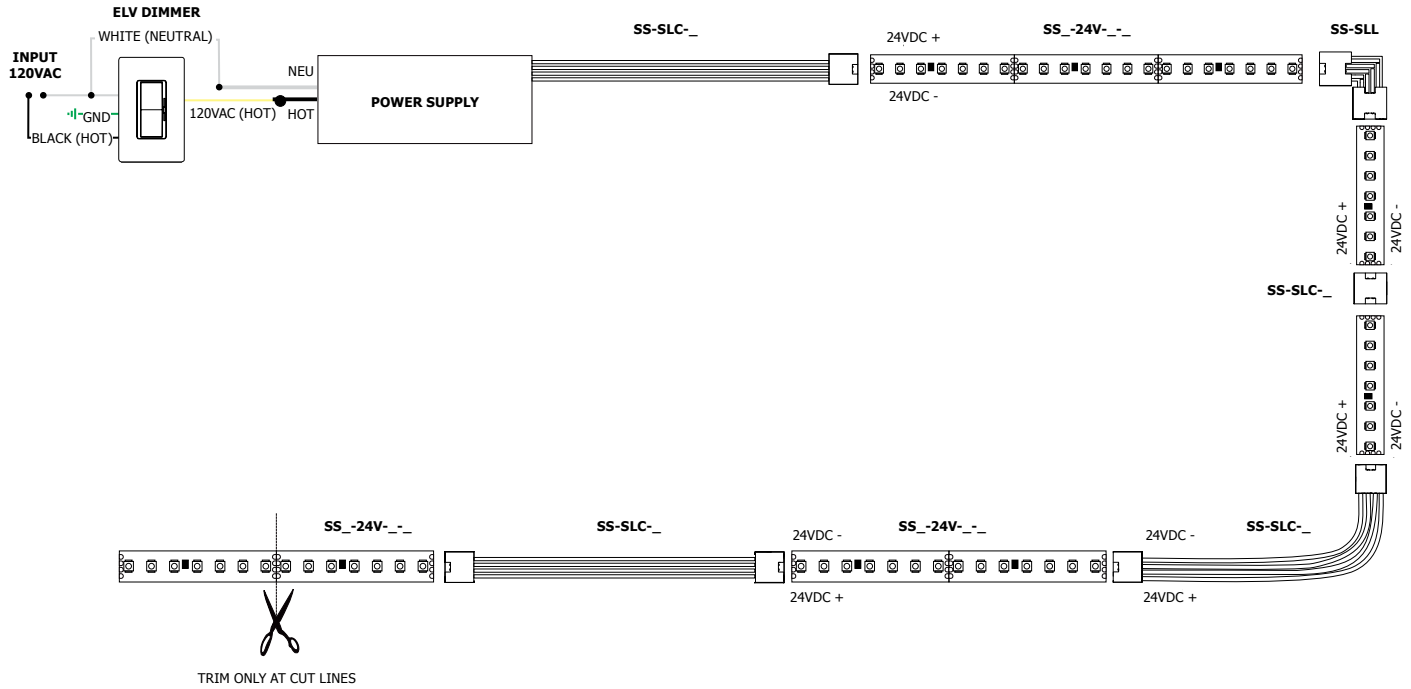 ELV DIMMER
WHITE (NEUTRAL)
INPUT
120VAC
GND
BLACK (HOT)
120VAC (HOT)
NEU
HOT
POWER SUPPLY
SS-SLC-_
24VDC +
SS_-24V-_-_
24VDC -
SS-SLL
24VDC +
24VDC -
SS-SLC-_
24VDC +
24VDC -
SS_-24V-_-_
SS-SLC-_
24VDC -
SS_-24V-_-_
24VDC +
24VDC -
SS-SLC-_
24VDC +
TRIM ONLY AT CUT LINES